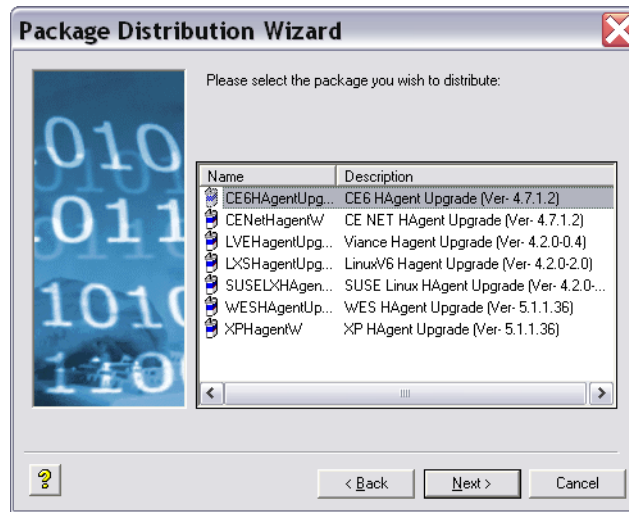 Package Distribution Wizard
Please select the package you wish to distribute:
Name Description
CE6HAgentUpg... CE6 HAgent Upgrade (Ver- 4.7.1.2)
CENetHagentW CE NET HAgent Upgrade (Ver- 4.7.1.2)
LVEHagentUpg... Viance Hagent Upgrade (Ver- 4.2.0-0.4)
LXSHagentUpg... LinuxV6 Hagent Upgrade (Ver- 4.2.0-2.0)
SUSELXHAgen... SUSE Linux HAgent Upgrade (Ver- 4.2.0-...
WESHAgentUp... WES HAgent Upgrade (Ver- 5.1.1.36)
XPHagentW XP HAgent Upgrade (Ver- 5.1.1.36)
010
1011
1010
1100
? < Back Next > Cancel